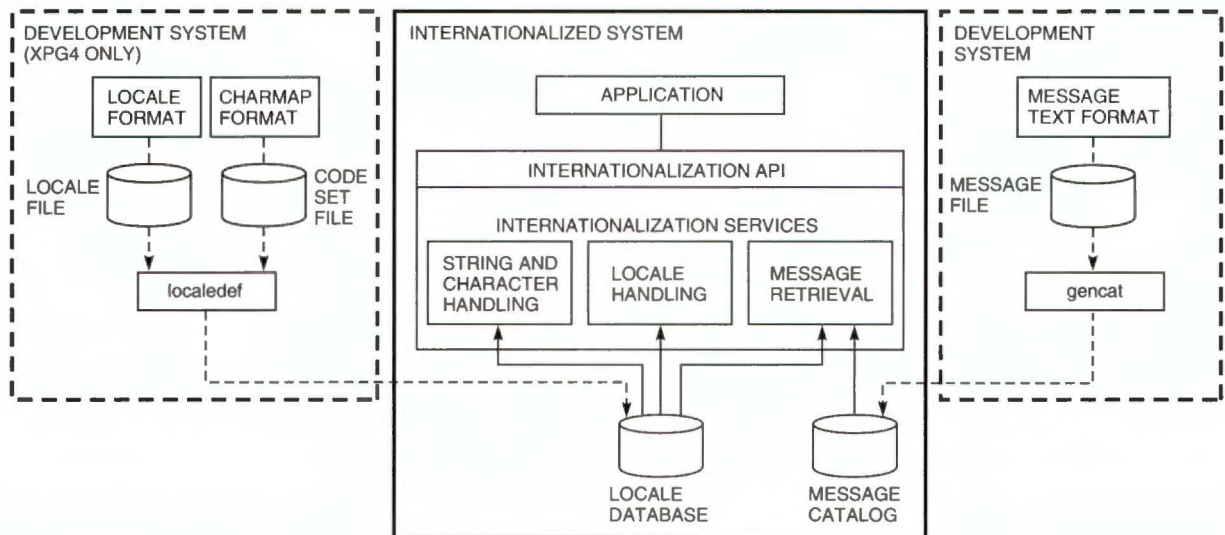 DEVELOPMENT SYSTEM
(XPG4 ONLY)
LOCALE
FORMAT
CHARMAP
FORMAT
LOCALE
FILE
CODE
SET
FILE
localedef
INTERNATIONALIZED SYSTEM
APPLICATION
INTERNATIONALIZATION API
INTERNATIONALIZATION SERVICES
STRING AND
CHARACTER
HANDLING
LOCALE
HANDLING
MESSAGE
RETRIEVAL
LOCALE
DATABASE
MESSAGE
CATALOG
DEVELOPMENT
SYSTEM
MESSAGE
TEXT FORMAT
MESSAGE
FILE
gencat